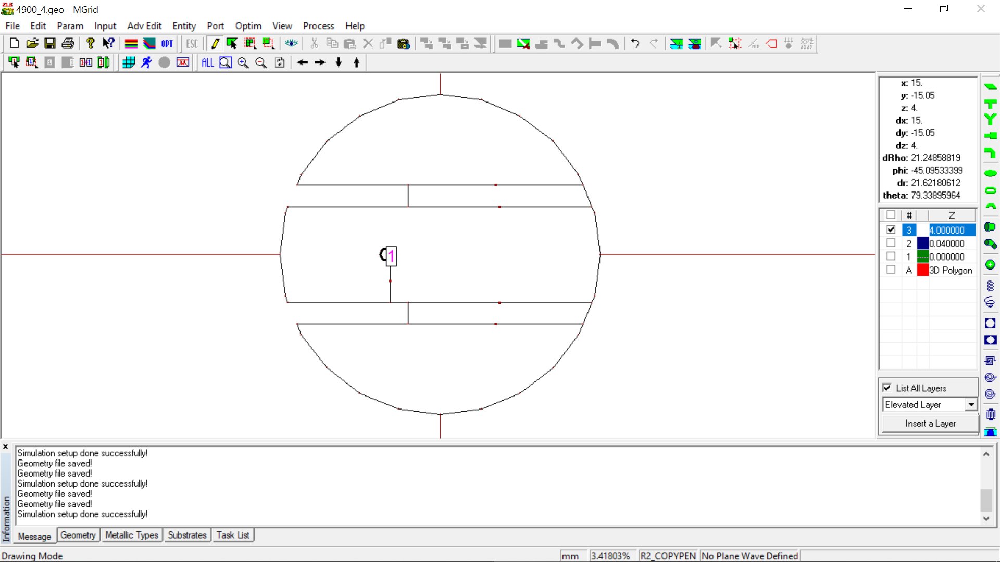 4900_4.geo - MGrid
File Edit Param Input Adv Edit Entity Port Optim View Process Help
OPT ESC MID
ALL
x: 15.
y: -15.05
z: 4.
dx: 15.
dy: -15.05
dz: 4.
dRho: 21.24858819
phi: -45.09533399
dr: 21.62180612
theta: 79.33895964
# Z
3 4.000000
2 0.040000
1 0.000000
A 3D Polygon
1
List All Layers
Elevated Layer
Insert a Layer
Simulation setup done successfully!
Geometry file saved!
Geometry file saved!
Simulation setup done successfully!
Geometry file saved!
Geometry file saved!
Simulation setup done successfully!
Information
Message Geometry Metallic Types Substrates Task List
Drawing Mode mm 3.41803% R2_COPYPEN No Plane Wave Defined